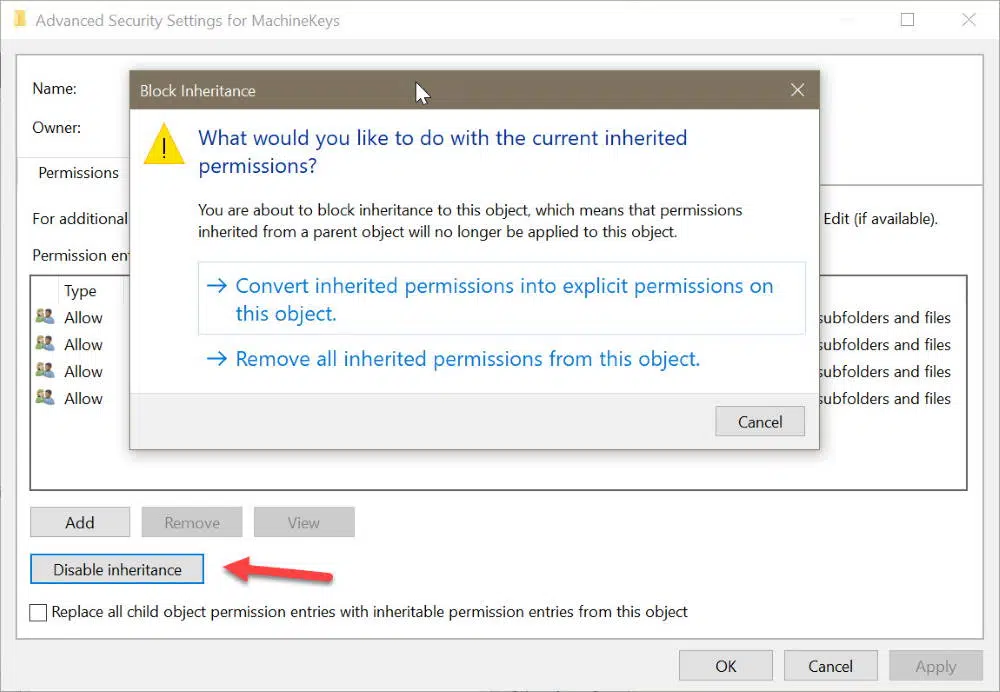 Advanced Security Settings for MachineKeys
Name:
Owner:
Permissions
For additional
Edit (if available).
Permission
Block Inheritance
What would you like to do with the current inherited
permissions?
You are about to block inheritance to this object, which means that permissions
inherited from a parent object will no longer be applied to this object.
Convert inherited permissions into explicit permissions on
this object.
Remove all inherited permissions from this object.
Cancel
Type
Allow
subfolders and files
Allow
subfolders and files
Allow
subfolders and files
Allow
subfolders and files
Add
Remove
View
Disable inheritance
Replace all child object permission entries with inheritable permission entries from this object
OK
Cancel
Apply